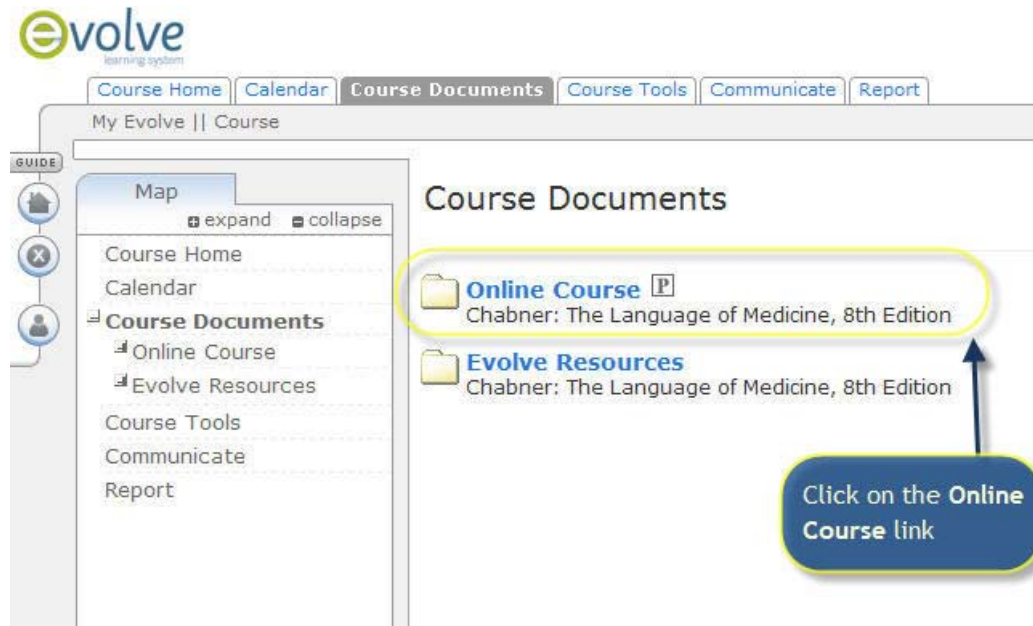 evolve
learning system
Course Home Calendar Course Documents Course Tools Communicate Report
My Evolve || Course
GUIDE
Map
expand collapse
Course Home
Calendar
Course Documents
Online Course
Evolve Resources
Course Tools
Communicate
Report
Course Documents
Online Course P
Chabner: The Language of Medicine, 8th Edition
Evolve Resources
Chabner: The Language of Medicine, 8th Edition
Click on the Online
Course link